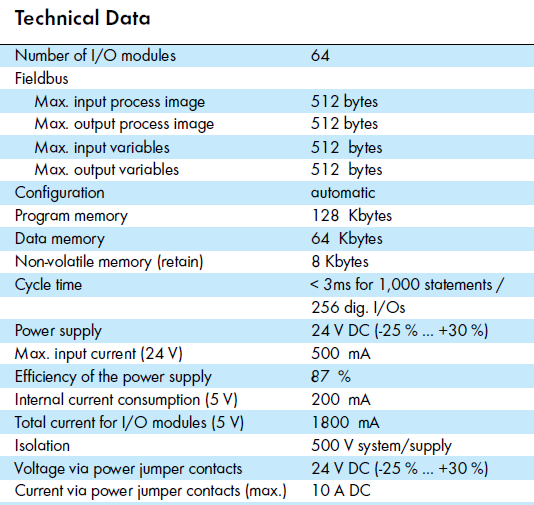 Technical Data
Number of I/O modules 64
Fieldbus
Max. input process image 512 bytes
Max. output process image 512 bytes
Max. input variables 512 bytes
Max. output variables 512 bytes
Configuration automatic
Program memory 128 Kbytes
Data memory 64 Kbytes
Non-volatile memory (retain) 8 Kbytes
Cycle time < 3ms for 1,000 statements /
256 dig. I/Os
Power supply 24 V DC (-25 % ... +30 %)
Max. input current (24 V) 500 mA
Efficiency of the power supply 87 %
Internal current consumption (5 V) 200 mA
Total current for I/O modules (5 V) 1800 mA
Isolation 500 V system/supply
Voltage via power jumper contacts 24 V DC (-25 % ... +30 %)
Current via power jumper contacts (max.) 10 A DC